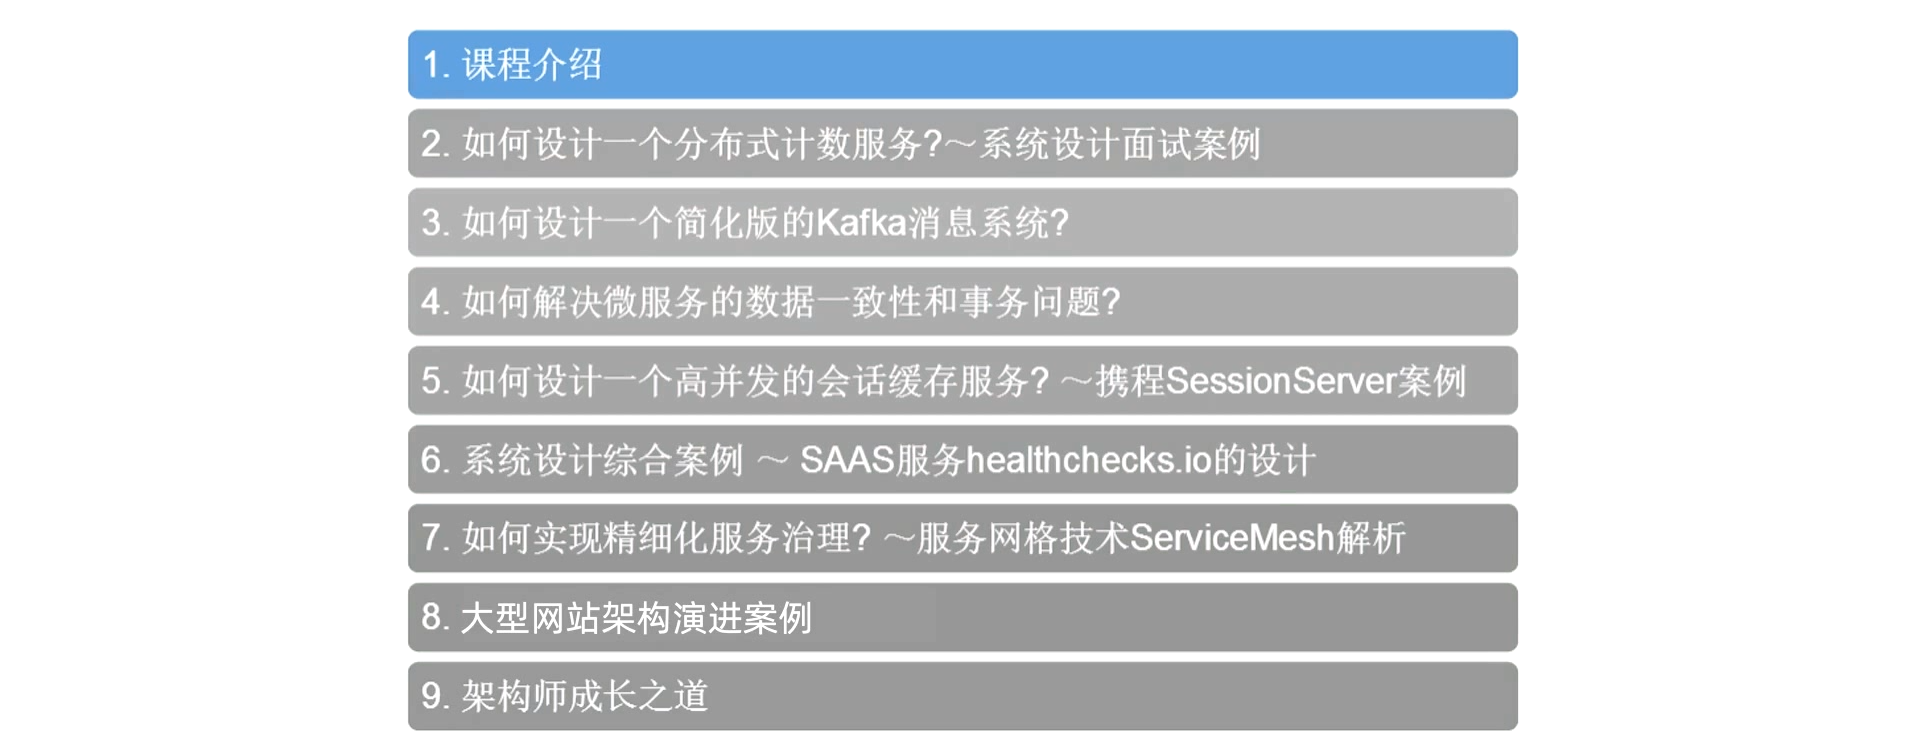 1. 课程介绍
2. 如何设计一个分布式计数服务?～系统设计面试案例
3. 如何设计一个简化版的Kafka消息系统?
4. 如何解决微服务的数据一致性和事务问题?
5. 如何设计一个高并发的会话缓存服务? ～携程SessionServer案例
6. 系统设计综合案例 ～ SAAS服务healthchecks.io的设计
7. 如何实现精细化服务治理? ～服务网格技术ServiceMesh解析
8. 大型网站架构演进案例
9. 架构师成长之道